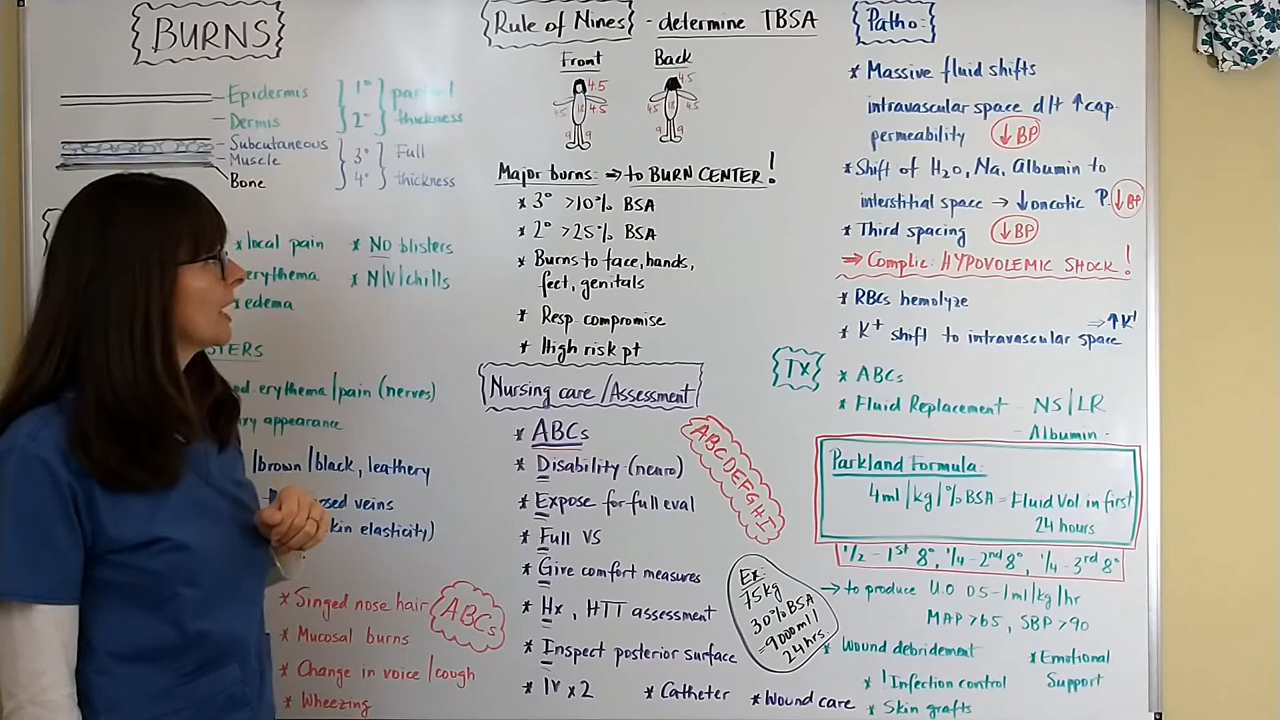 BURNS
Epidermis
Dermis
Subcutaneous
Muscle
Bone
1° partial
2° thickness
3° Full
4° thickness
* local pain
erythema
* edema
* NO blisters
* N/V/chills
erythema/pain (nerves)
appearance
/brown/black, leathery
veins
elasticity)
* Singed nose hair
* Mucosal burns
* Change in voice/cough
* Wheezing
ABCs
Rule of Nines - determine TBSA
Front
Back
4.5
4.5
4.5
18
9 9
4.5
4.5
4.5
18
9 9
Major burns: → to BURN CENTER!
* 3° >10% BSA
* 2° >25% BSA
* Burns to face, hands,
feet, genitals
* Resp compromise
* High risk pt
Nursing care/Assessment
* ABCs
* Disability (neuro)
* Expose for full eval
* Full VS
* Give comfort measures
* Hx, HTT assessment
* Inspect posterior surface
* IV x2
* Catheter
* Wound care
ABCDEFGHI
Ex:
75kg
30% BSA
=9000ml/
24hrs.
Patho:
* Massive fluid shifts
intravascular space d/t ↑cap.
permeability ↓BP
* Shift of H2O, Na, Albumin to
interstitial space → ↓oncotic P. ↓BP
* Third spacing ↓BP
⇒ Complic: HYPOVOLEMIC SHOCK!
* RBCs hemolyze
* K+ shift to intravascular space ⇒↑K+
Tx
* ABCs
* Fluid Replacement - NS/LR
- Albumin
Parkland Formula:
4ml/kg/%BSA = Fluid Vol. in first
24 hours
1/2 - 1st 8°, 1/4 - 2nd 8°, 1/4 - 3rd 8°
→ to produce U.O 0.5-1ml/kg/hr
MAP >65, SBP >90
* Wound debridement
* ! Infection control
* Skin grafts
* Emotional
Support